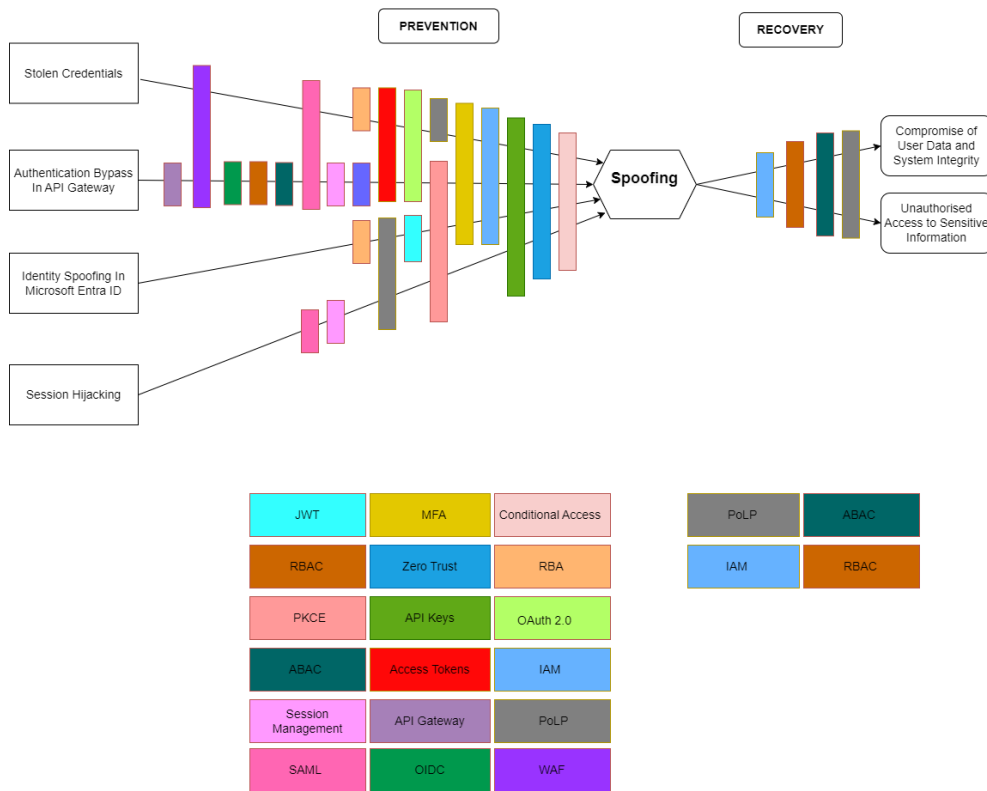 PREVENTION
RECOVERY
Stolen Credentials
Authentication Bypass
In API Gateway
Identity Spoofing In
Microsoft Entra ID
Session Hijacking
Spoofing
Compromise of
User Data and
System Integrity
Unauthorised
Access to Sensitive
Information
JWT
MFA
Conditional Access
RBAC
Zero Trust
RBA
PKCE
API Keys
OAuth 2.0
ABAC
Access Tokens
IAM
Session
Management
API Gateway
PoLP
SAML
OIDC
WAF
PoLP
ABAC
IAM
RBAC